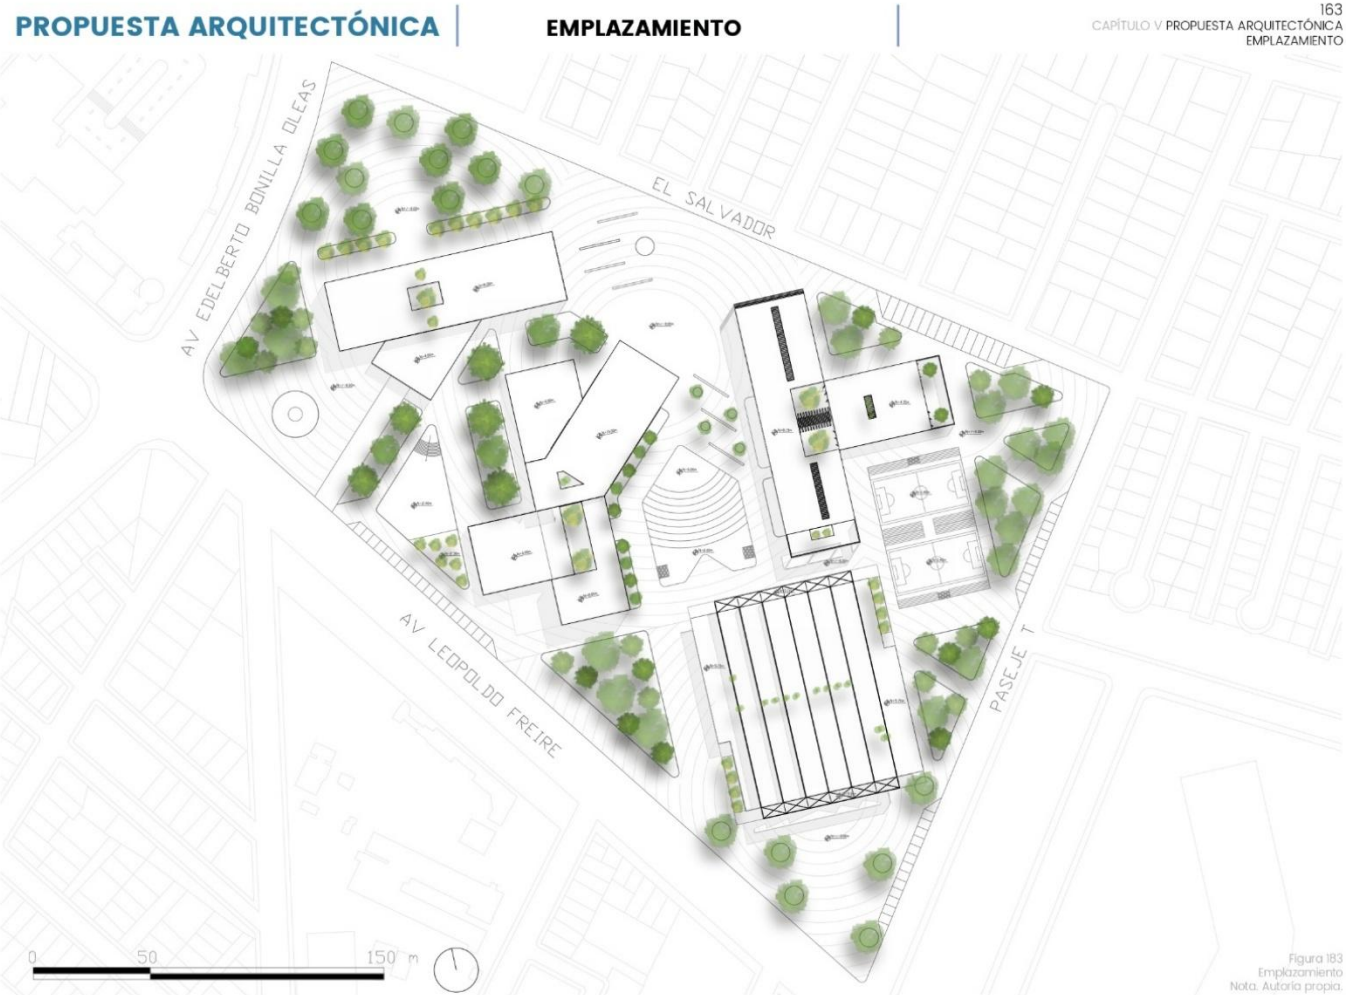 PROPUESTA ARQUITECTÓNICA
EMPLAZAMIENTO
163
CAPÍTULO V PROPUESTA ARQUITECTÓNICA
EMPLAZAMIENTO
AV EDELBERTO BONILLA OLEAS
EL SALVADOR
AV LEOPOLDO FREIRE
PASEJE T
0 50 150 m
Figura 183
Emplazamiento
Nota. Autoría propia.